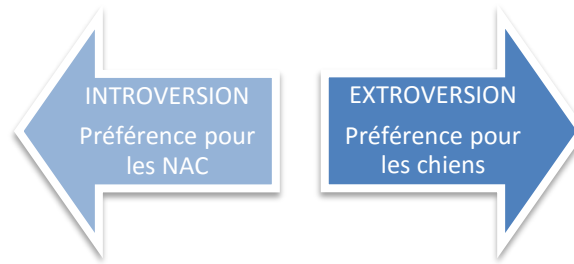 INTROVERSION
Préférence pour
les NAC
EXTROVERSION
Préférence pour
les chiens